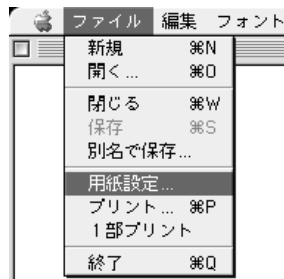 ファイル 編集 フォント
新規 ⌘N
開く... ⌘O
閉じる ⌘W
保存 ⌘S
別名で保存...
用紙設定...
プリント... ⌘P
1部プリント
終了 ⌘Q